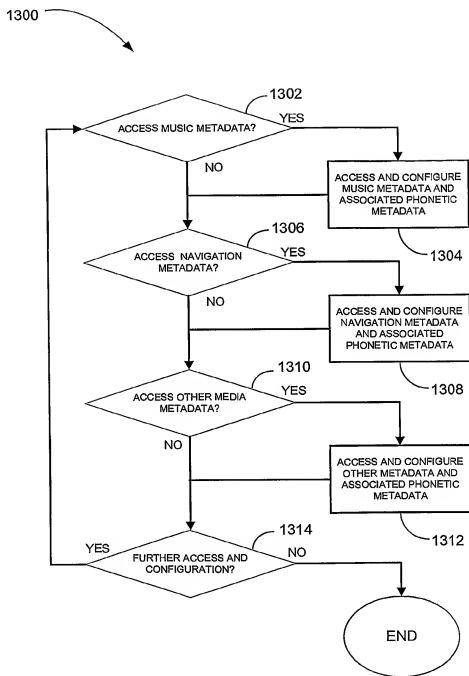 1300
1302
ACCESS MUSIC METADATA?
YES
NO
ACCESS AND CONFIGURE
MUSIC METADATA AND
ASSOCIATED PHONETIC
METADATA
1304
1306
ACCESS NAVIGATION
METADATA?
YES
NO
ACCESS AND CONFIGURE
NAVIGATION METADATA
AND ASSOCIATED
PHONETIC METADATA
1308
1310
ACCESS OTHER MEDIA
METADATA?
YES
NO
ACCESS AND CONFIGURE
OTHER METADATA AND
ASSOCIATED PHONETIC
METADATA
1312
1314
YES
FURTHER ACCESS AND
CONFIGURATION?
NO
END